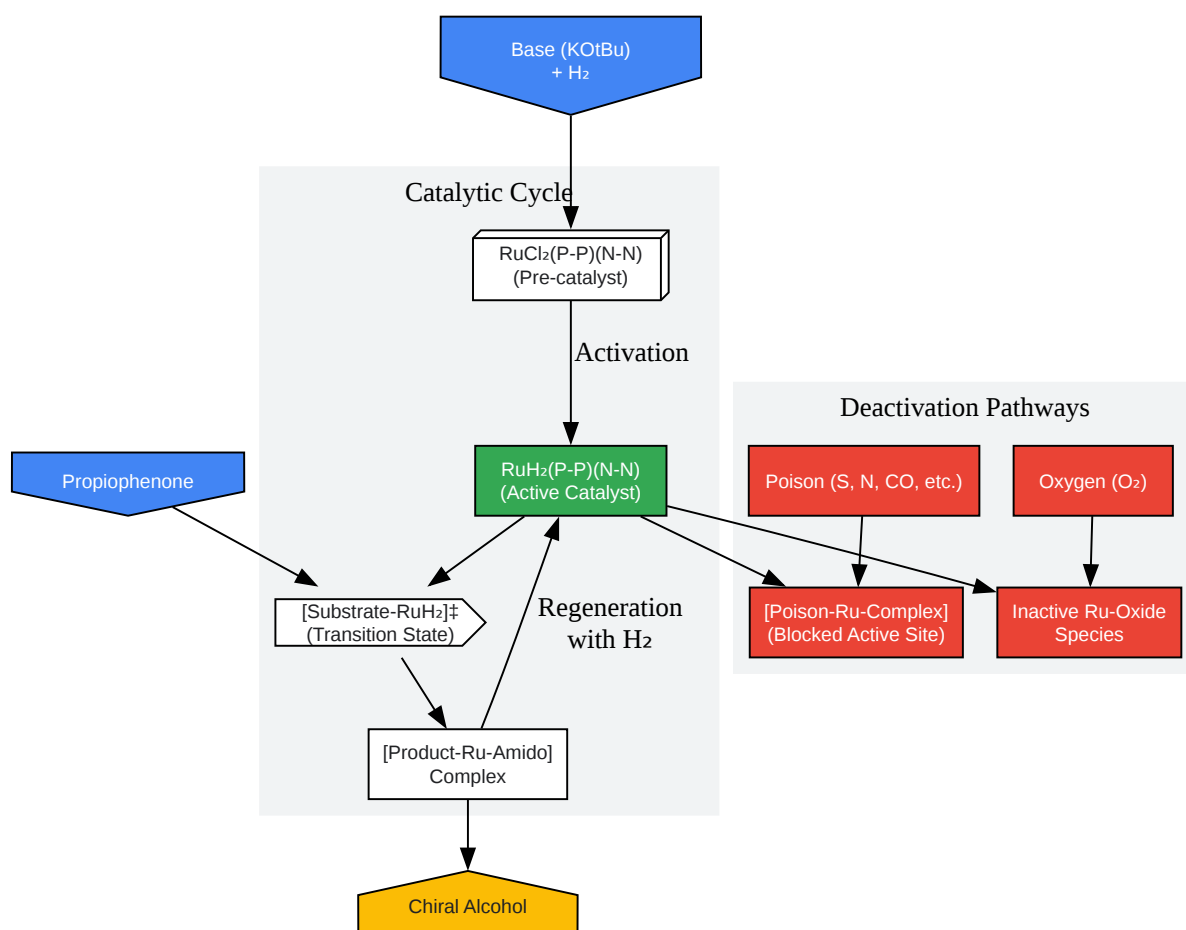 Base (KOtBu)
+ H₂
Catalytic Cycle
RuCl₂(P-P)(N-N)
(Pre-catalyst)
Activation
Deactivation Pathways
RuH₂(P-P)(N-N)
(Active Catalyst)
Poison (S, N, CO, etc.)
Oxygen (O₂)
Propiophenone
[Substrate-RuH₂]‡
(Transition State)
Regeneration
with H₂
[Poison-Ru-Complex]
(Blocked Active Site)
Inactive Ru-Oxide
Species
[Product-Ru-Amido]
Complex
Chiral Alcohol